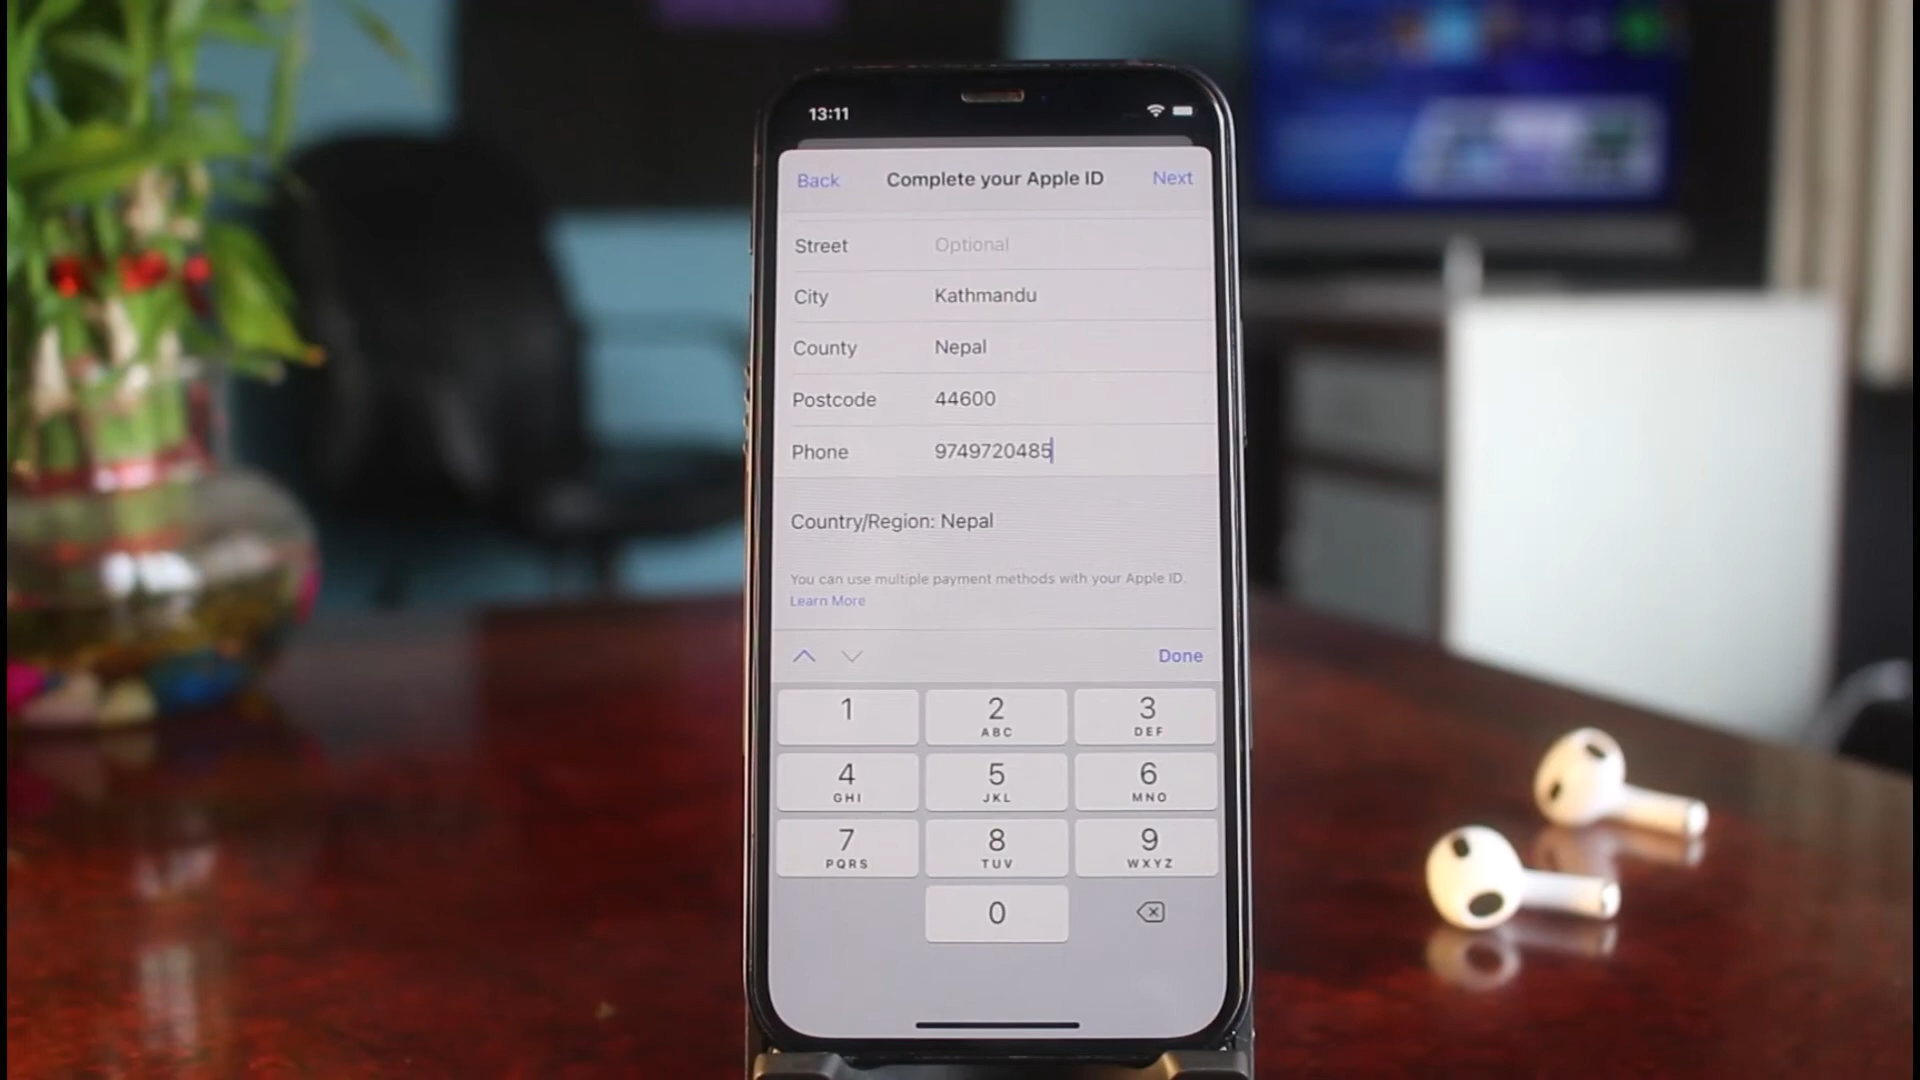 13:11
Back Complete your Apple ID Next
Street Optional
City Kathmandu
County Nepal
Postcode 44600
Phone 9749720485
Country/Region: Nepal
You can use multiple payment methods with your Apple ID.
Learn More
Done
1 2 3
ABC DEF
4 5 6
GHI JKL MNO
7 8 9
PQRS TUV WXYZ
0